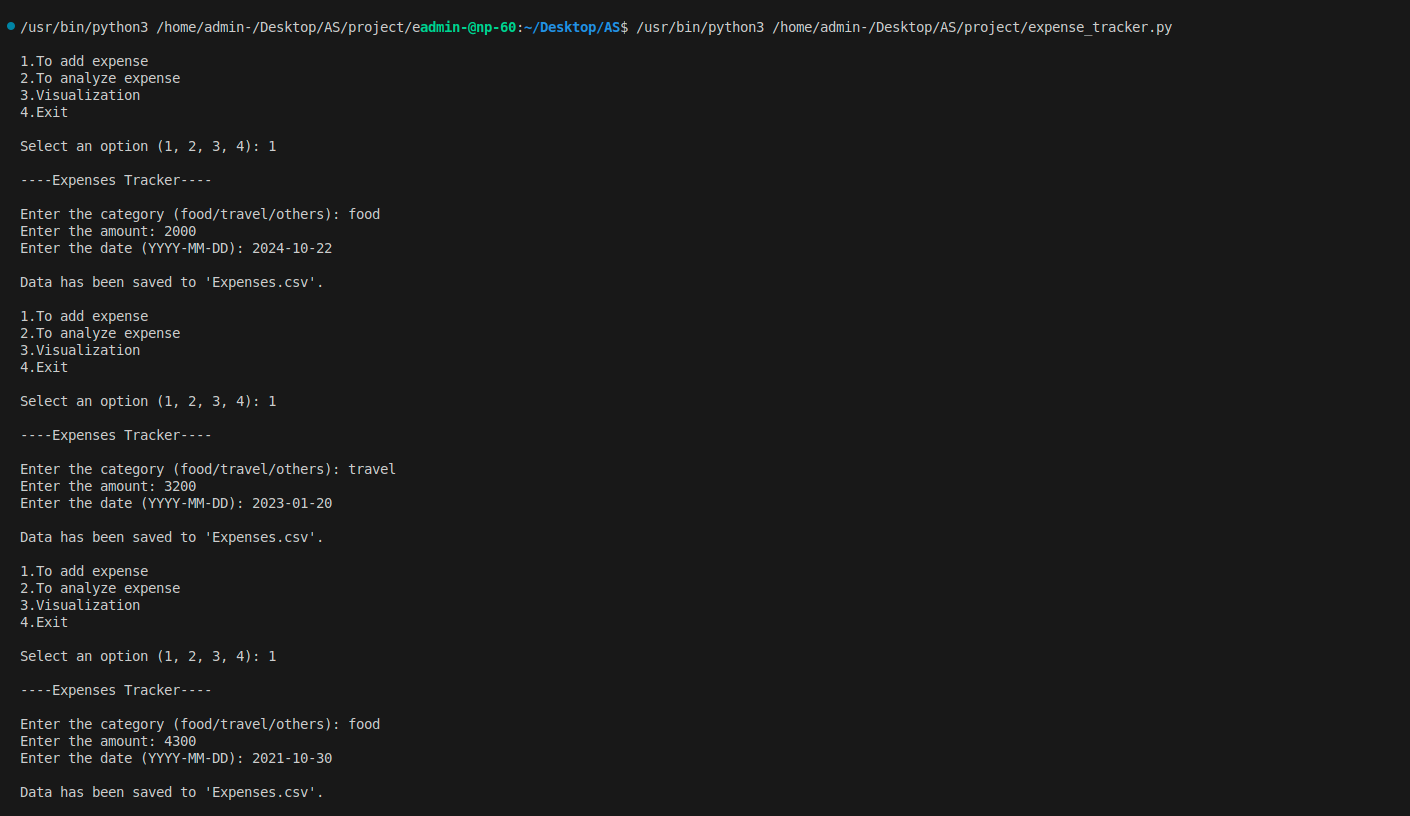 /usr/bin/python3 /home/admin-/Desktop/AS/project/eadmin-@np-60:~/Desktop/AS$ /usr/bin/python3 /home/admin-/Desktop/AS/project/expense_tracker.py
1.To add expense
2.To analyze expense
3.Visualization
4.Exit
Select an option (1, 2, 3, 4): 1
----Expenses Tracker----
Enter the category (food/travel/others): food
Enter the amount: 2000
Enter the date (YYYY-MM-DD): 2024-10-22
Data has been saved to 'Expenses.csv'.
1.To add expense
2.To analyze expense
3.Visualization
4.Exit
Select an option (1, 2, 3, 4): 1
----Expenses Tracker----
Enter the category (food/travel/others): travel
Enter the amount: 3200
Enter the date (YYYY-MM-DD): 2023-01-20
Data has been saved to 'Expenses.csv'.
1.To add expense
2.To analyze expense
3.Visualization
4.Exit
Select an option (1, 2, 3, 4): 1
----Expenses Tracker----
Enter the category (food/travel/others): food
Enter the amount: 4300
Enter the date (YYYY-MM-DD): 2021-10-30
Data has been saved to 'Expenses.csv'.